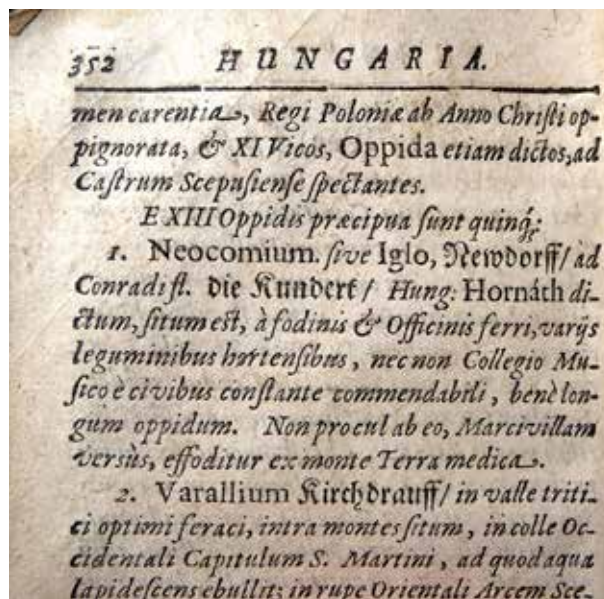 352 HUNGARIA.
men carentia, Regi Poloniæ ab Anno Chriſti op-
pignorata, & XI Vicos, Oppida etiam dictos, ad
Caſtrum Scepuſienſe ſpectantes.
E XIII Oppidis præcipua ſunt quinq́;
1. Neocomium. ſive Iglo, Newdorff/ ad
Conradi fl. die Kundert / Hung: Hornáth di-
ctum, ſitum eſt, à fodinis & Officinis ferri, varijs
leguminibus hortenſibus, nec non Collegio Mu-
ſico è civibus conſtante commendabili, benè lon-
gum oppidum. Non procul ab eo, Marcivillam
versùs, effoditur ex monte Terra medica.
2. Varallium Kirchdrauff/ in valle triti-
ci optimi feraci, intra montes ſitum, in colle Oc-
cidentali Capitulum S. Martini, ad quod aqua
lapideſcens ebullit; in rupe Orientali Arcem Sce-